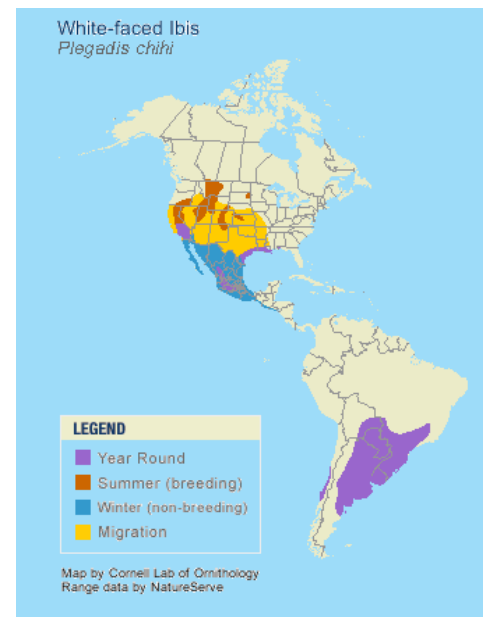 White-faced Ibis
Plegadis chihi
LEGEND
Year Round
Summer (breeding)
Winter (non-breeding)
Migration
Map by Cornell Lab of Ornithology
Range data by NatureServe